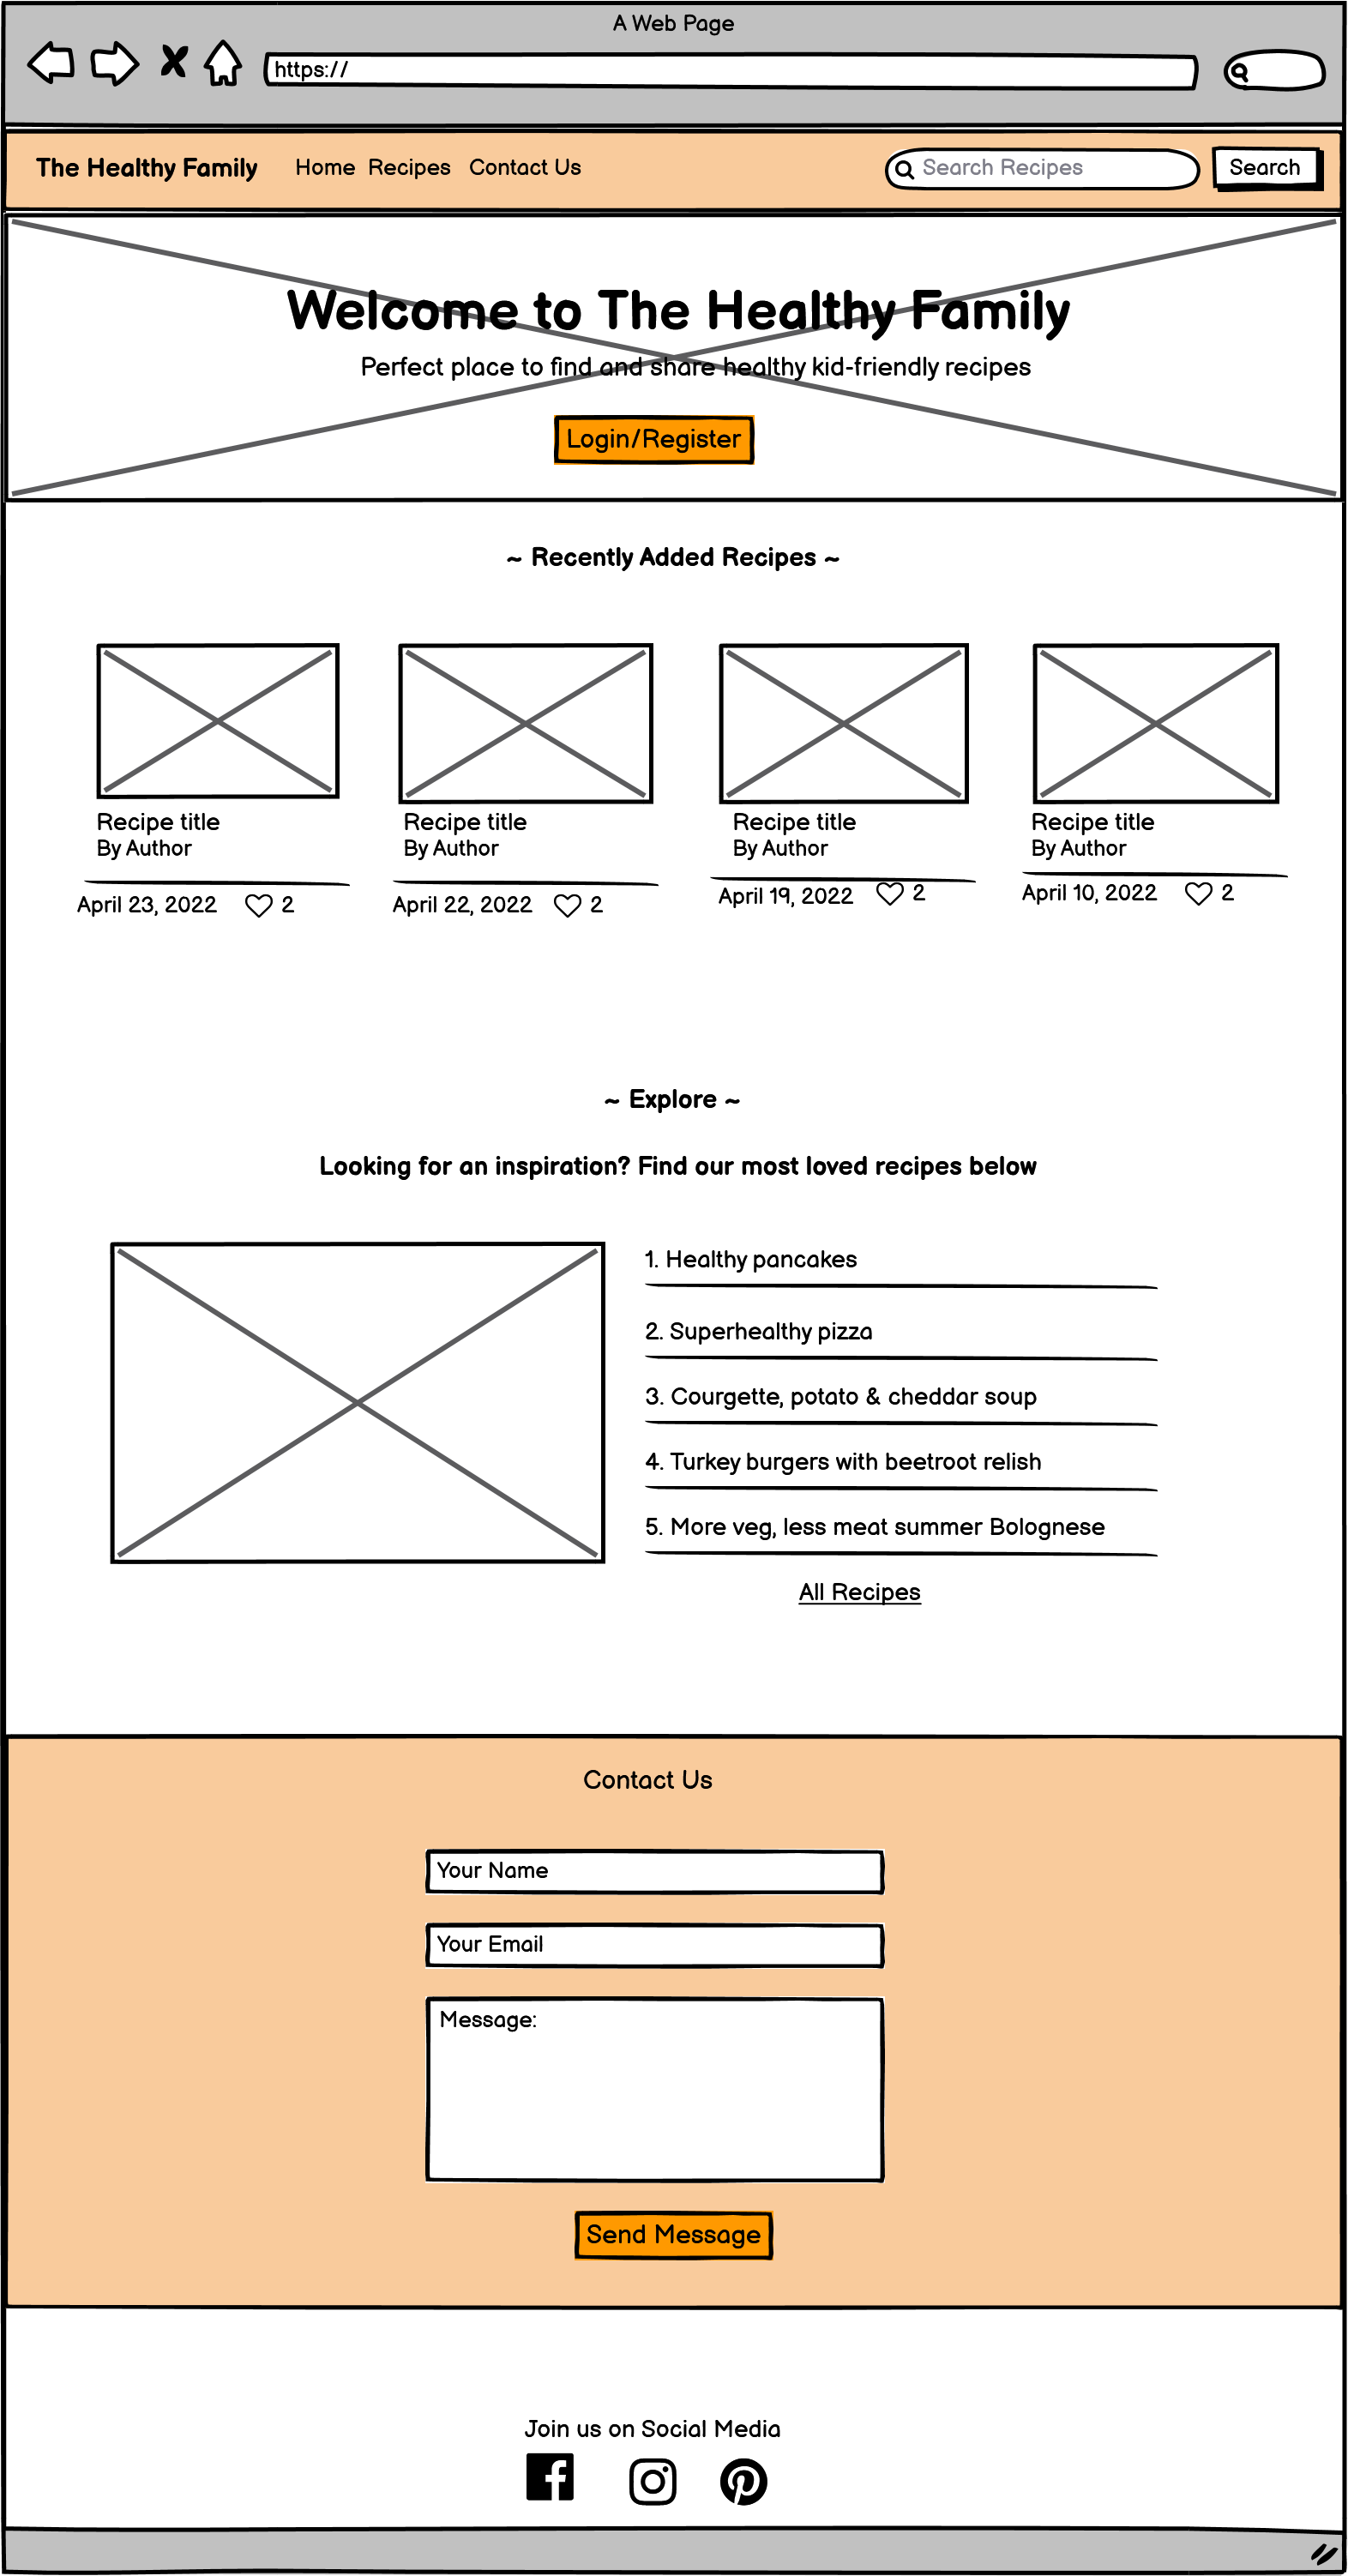 A Web Page
https://
The Healthy Family Home Recipes Contact Us Search Recipes Search
Welcome to The Healthy Family
Perfect place to find and share healthy kid-friendly recipes
Login/Register
~ Recently Added Recipes ~
Recipe title
By Author
April 23, 2022 2
Recipe title
By Author
April 22, 2022 2
Recipe title
By Author
April 19, 2022 2
Recipe title
By Author
April 10, 2022 2
~ Explore ~
Looking for an inspiration? Find our most loved recipes below
1. Healthy pancakes
2. Superhealthy pizza
3. Courgette, potato & cheddar soup
4. Turkey burgers with beetroot relish
5. More veg, less meat summer Bolognese
All Recipes
Contact Us
Your Name
Your Email
Message:
Send Message
Join us on Social Media